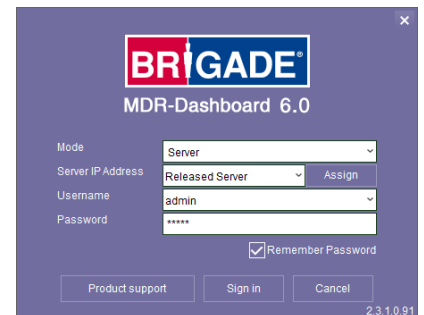 ×
BRIGADE®
MDR-Dashboard 6.0
Mode Server
Server IP Address Released Server Assign
Username admin
Password *****
Remember Password
Product support Sign in Cancel
2.3.1.0.91